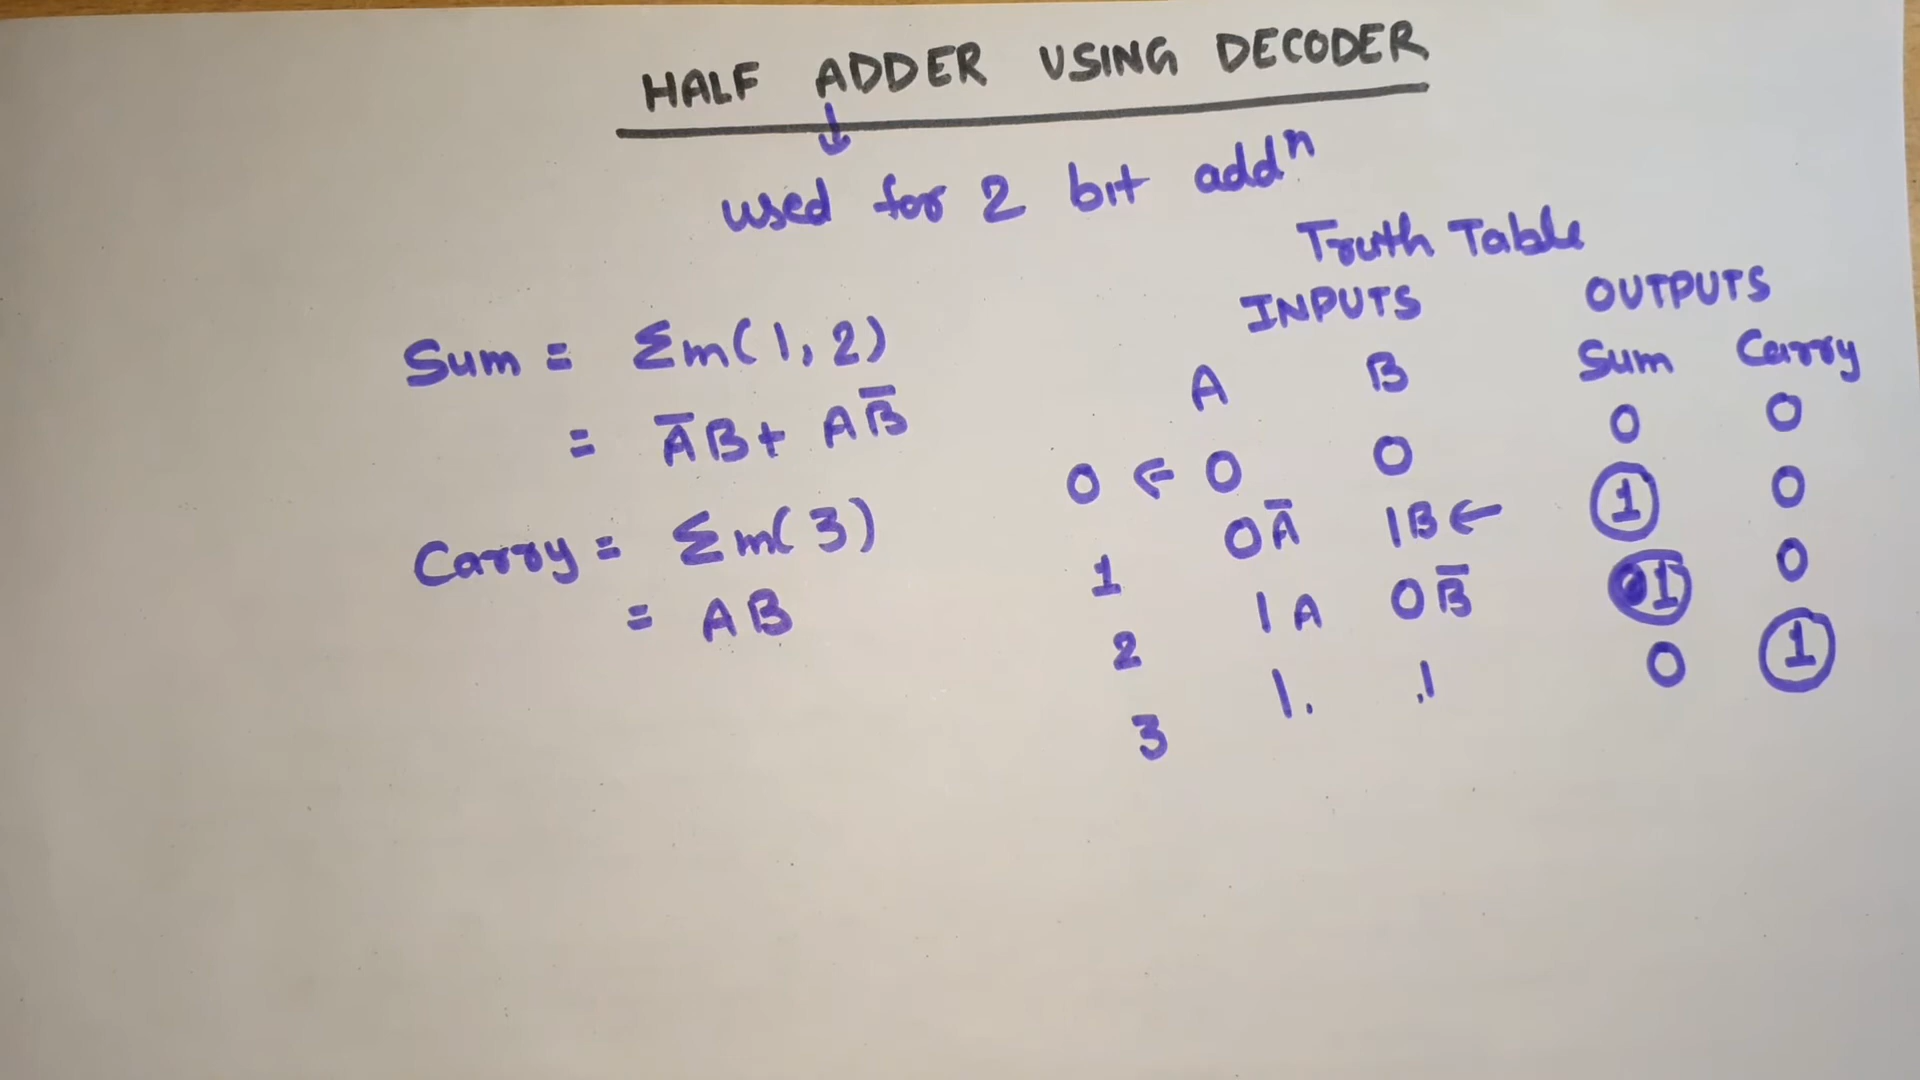 HALF ADDER USING DECODER
↓
used for 2 bit addⁿ
Truth Table
INPUTS OUTPUTS
A B Sum Carry
0 ← 0 0 0 0
1 0Ā 1B ← 1 0
2 1A 0B̅ 1 0
3 1. .1 0 1
Sum = Σm(1,2)
= ĀB + AB̅
Carry = Σm(3)
= AB